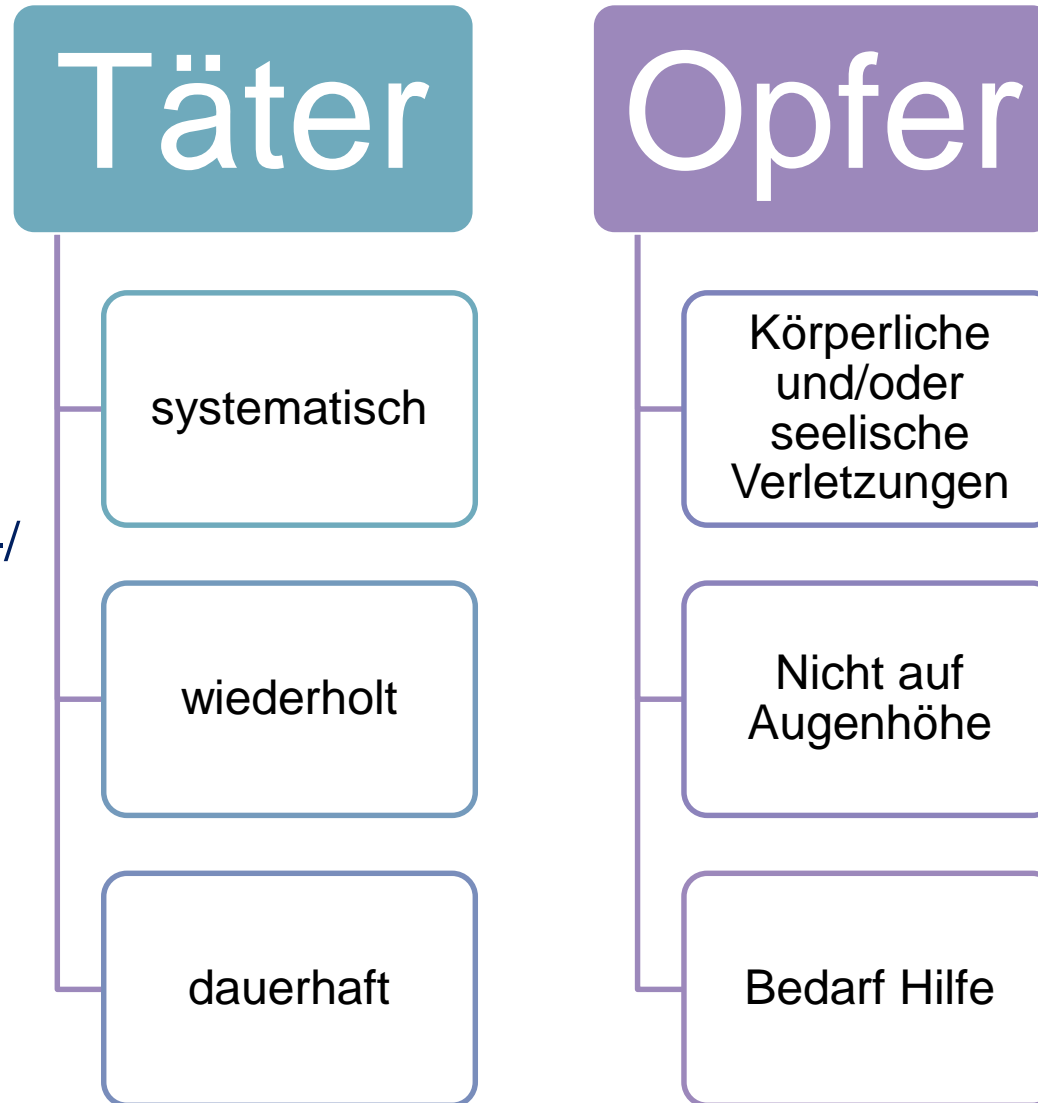 Täter
systematisch
-/
wiederholt
dauerhaft
Opfer
Körperliche
und/oder
seelische
Verletzungen
Nicht auf
Augenhöhe
Bedarf Hilfe